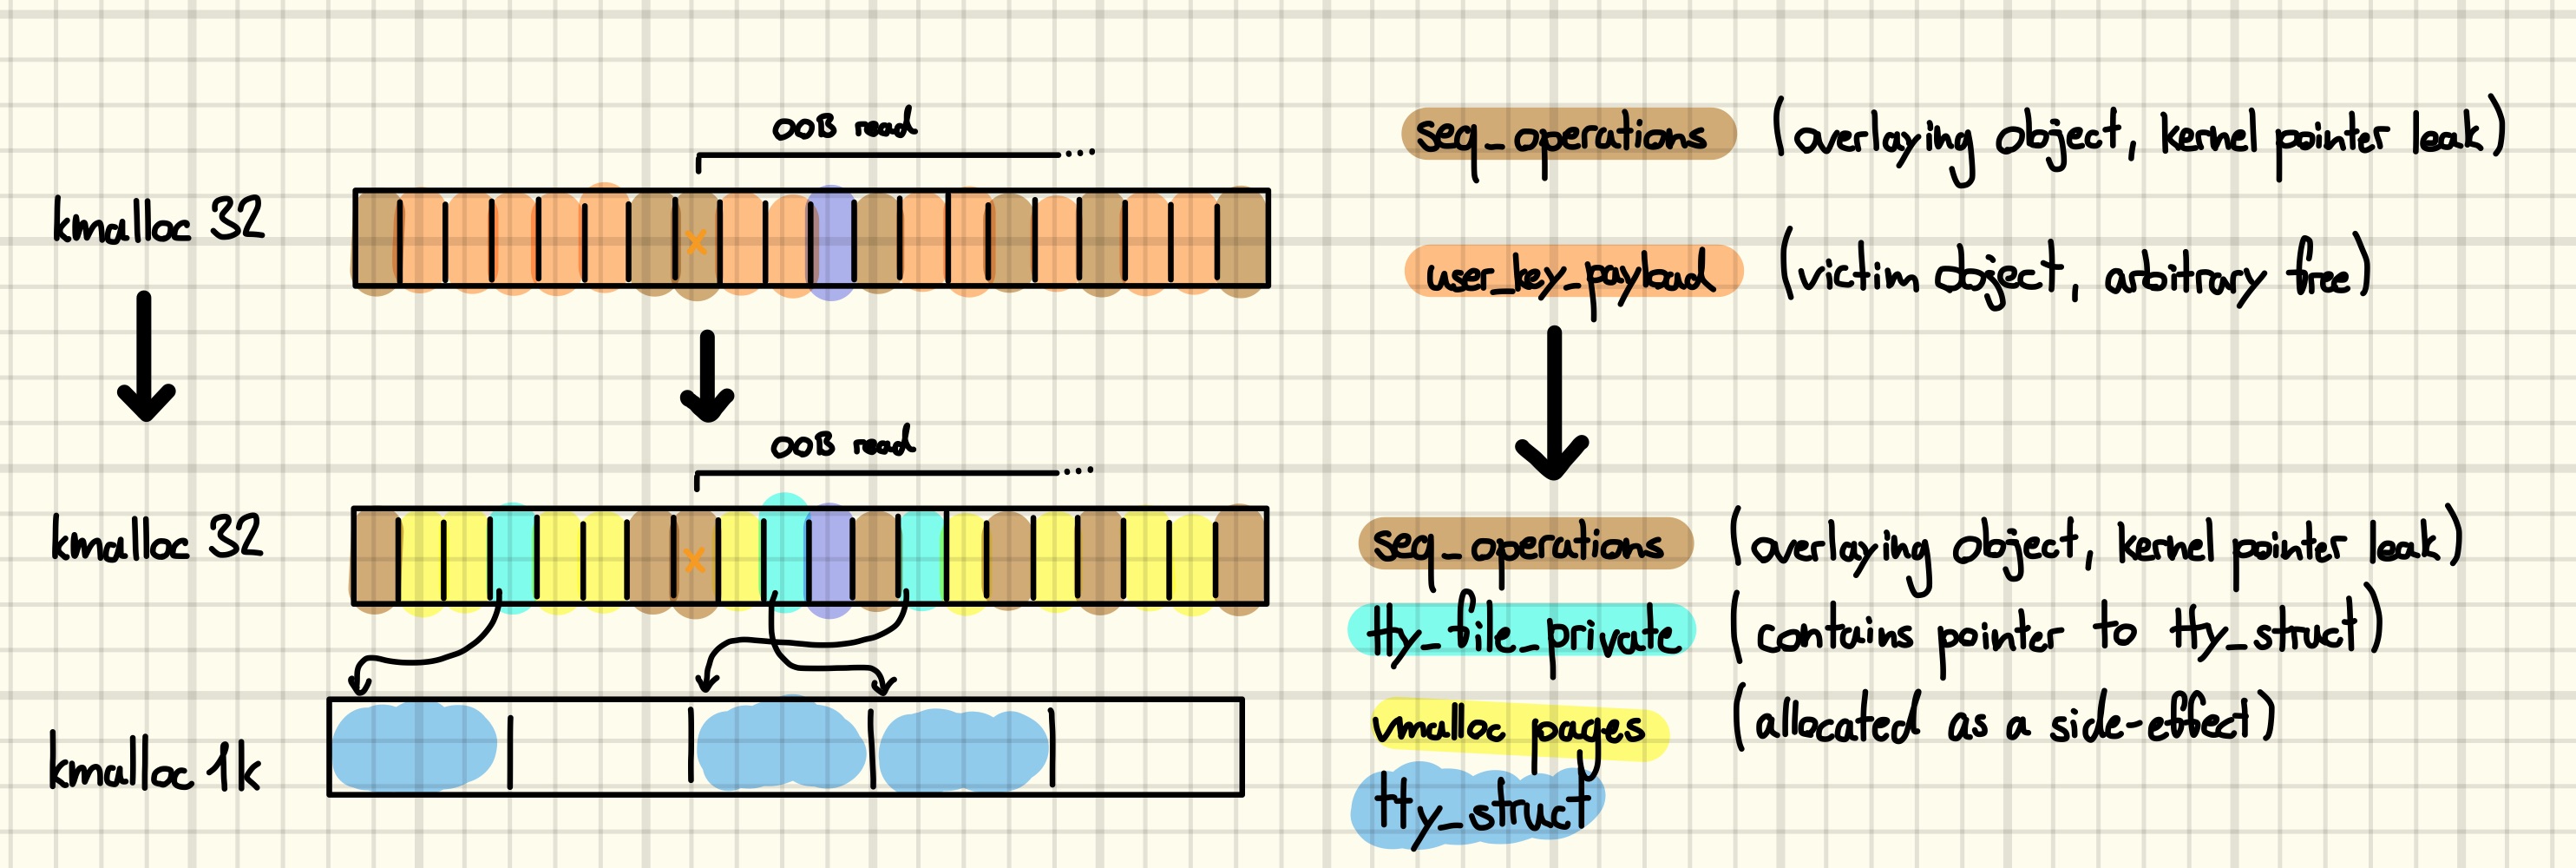 OOB read
kmalloc 32
seq_operations (overlaying object, kernel pointer leak)
user_key_payload (victim object, arbitrary free)
x
OOB read
kmalloc 32
x
seq_operations (overlaying object, kernel pointer leak)
tty_file_private (contains pointer to tty_struct)
vmalloc pages (allocated as a side-effect)
kmalloc 1k
tty_struct